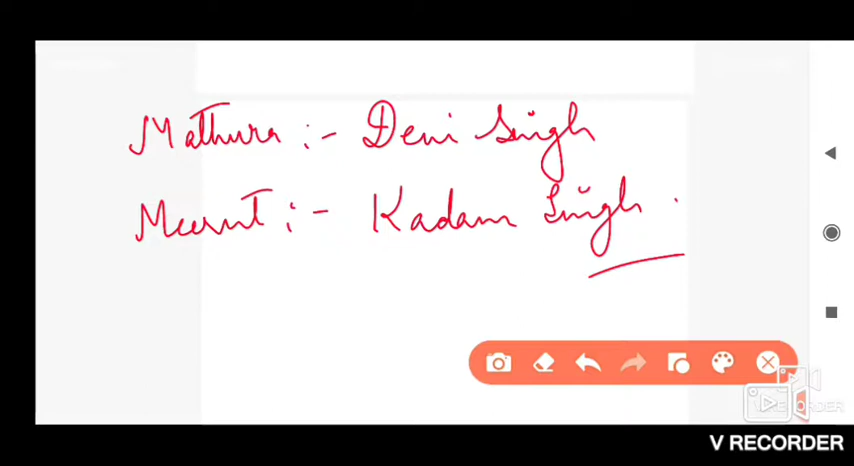 Mathura :- Devi Singh
Meerut :- Kadam Singh .
V RECORDER